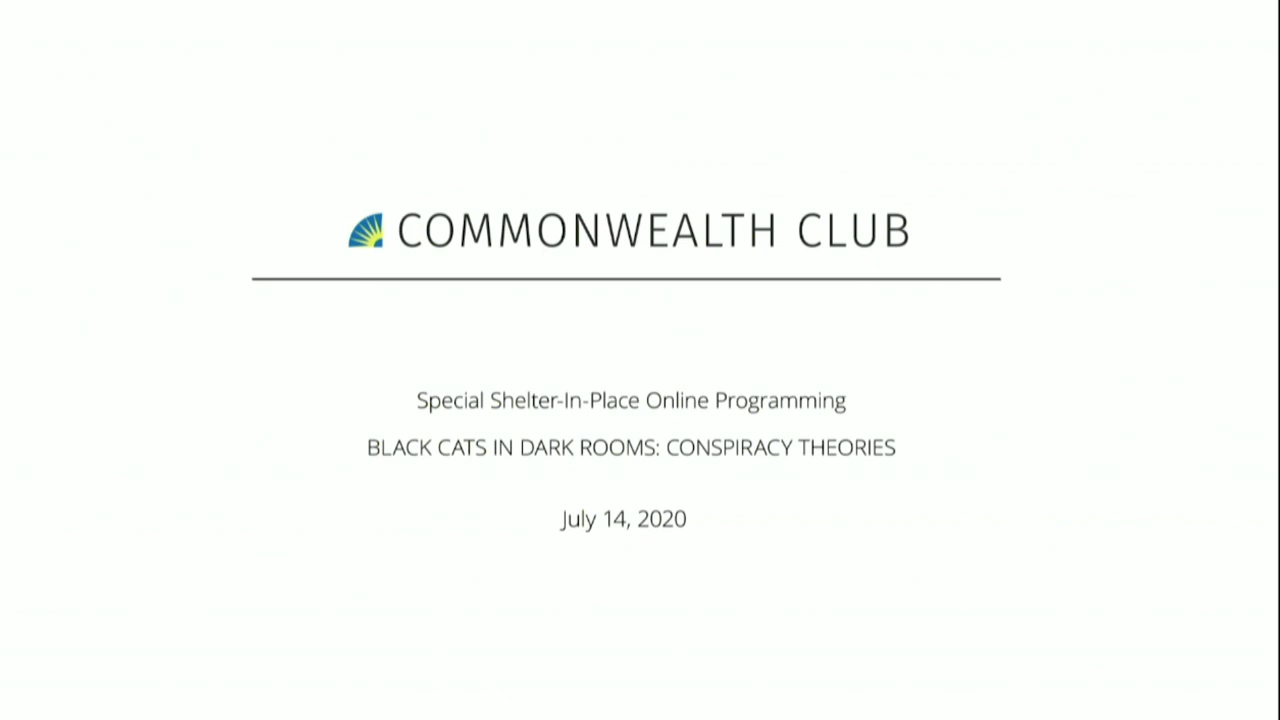 COMMONWEALTH CLUB
Special Shelter-In-Place Online Programming
BLACK CATS IN DARK ROOMS: CONSPIRACY THEORIES
July 14, 2020